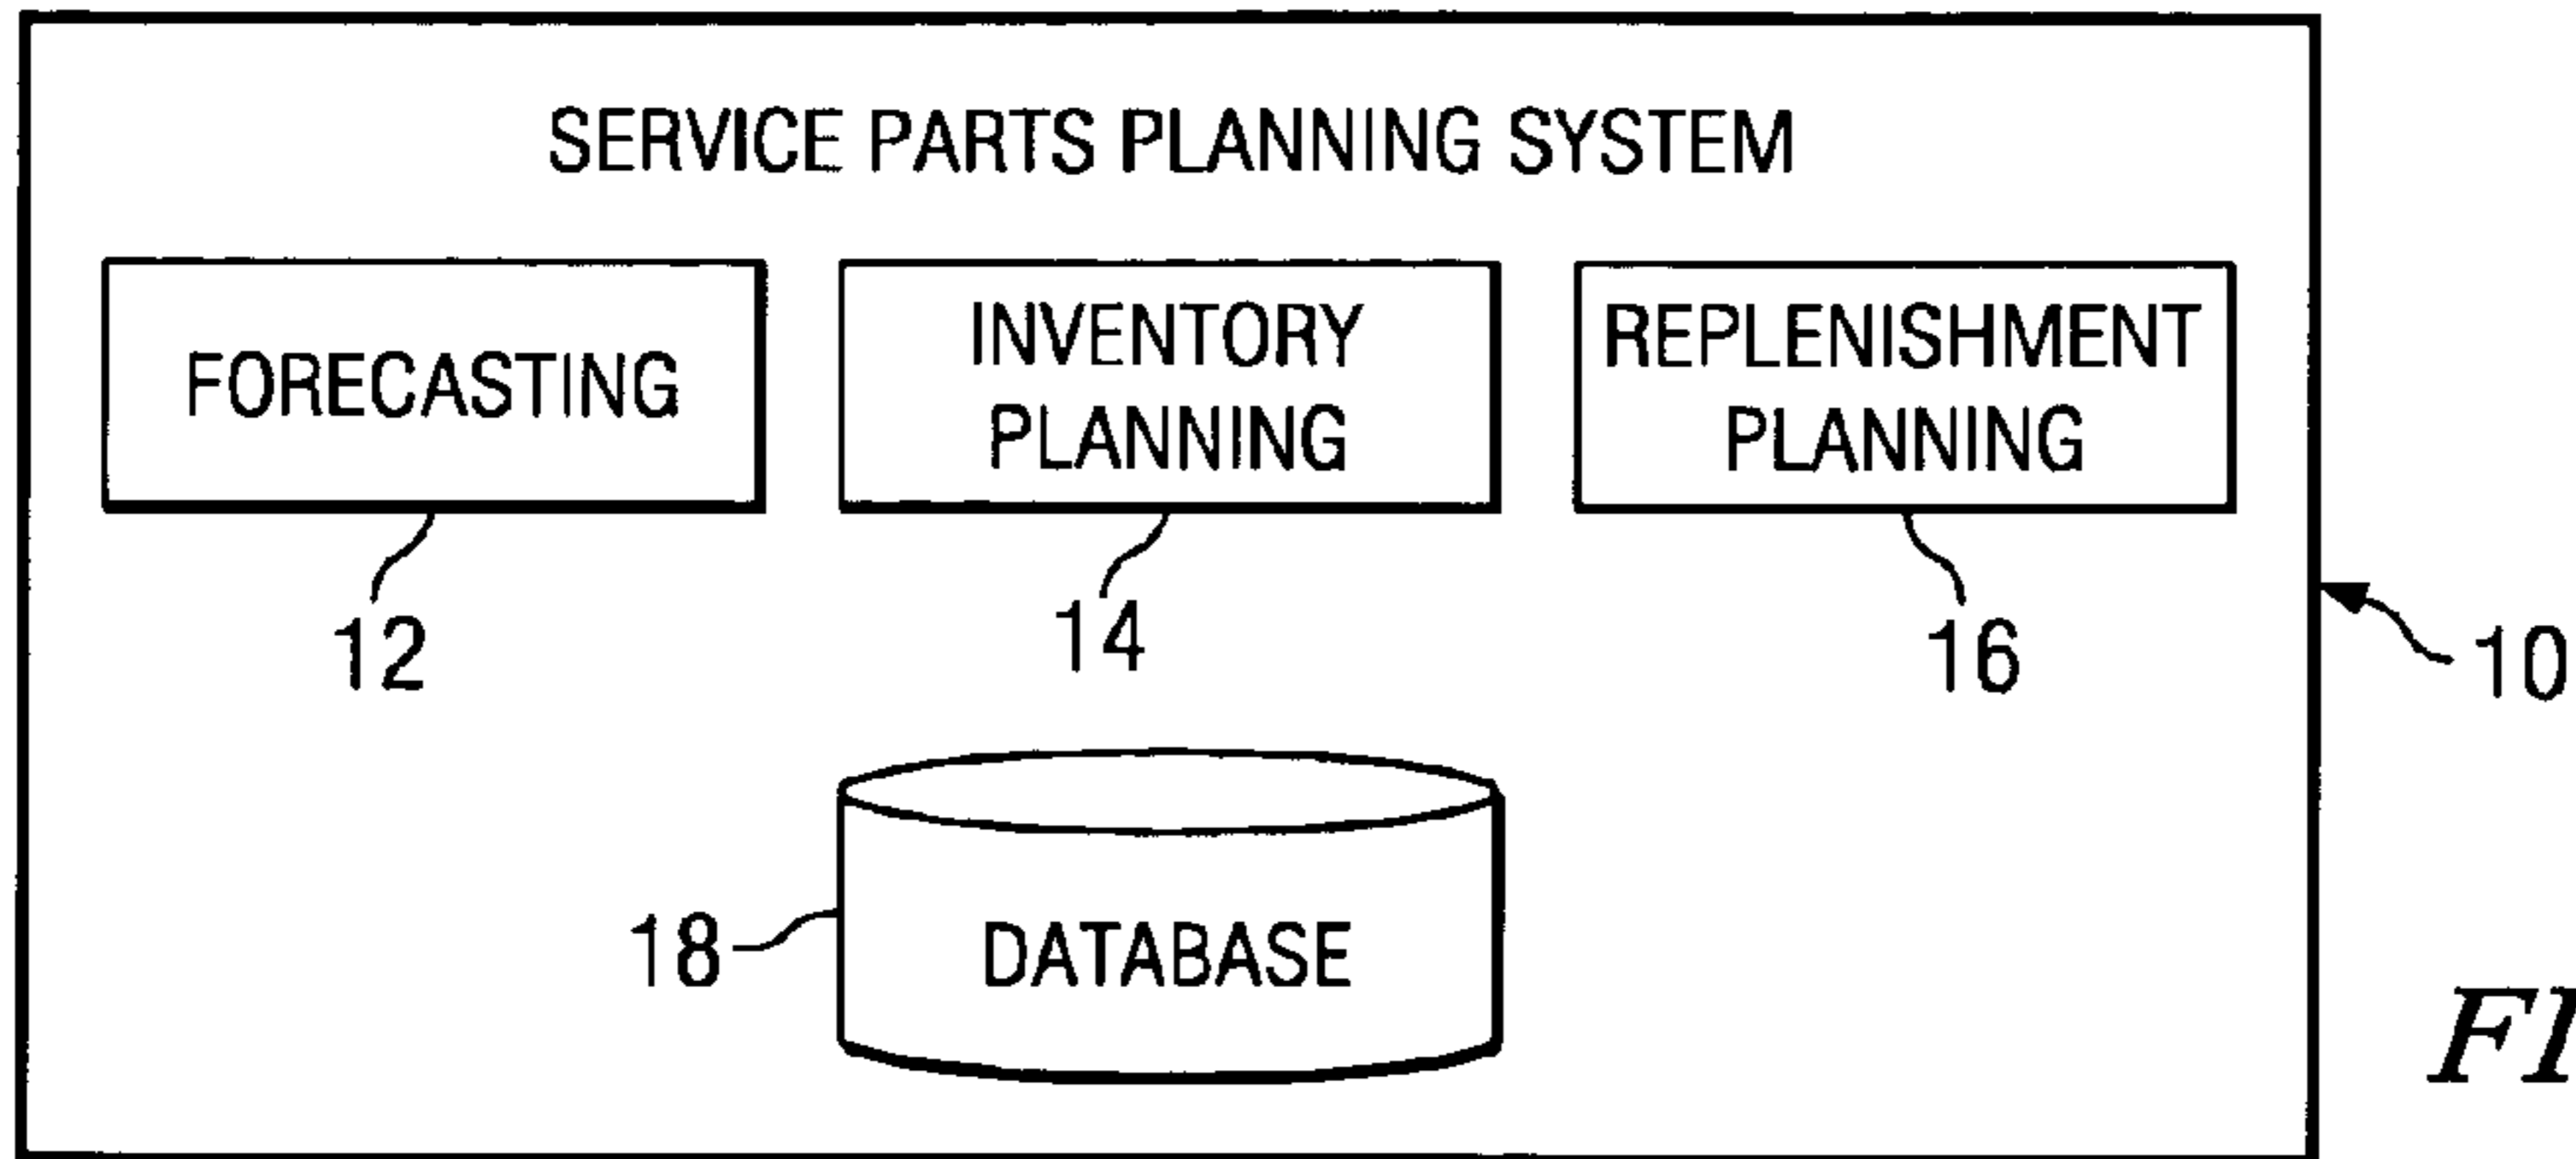 SERVICE PARTS PLANNING SYSTEM
FORECASTING
INVENTORY
PLANNING
REPLENISHMENT
PLANNING
12
14
16
10
18
DATABASE